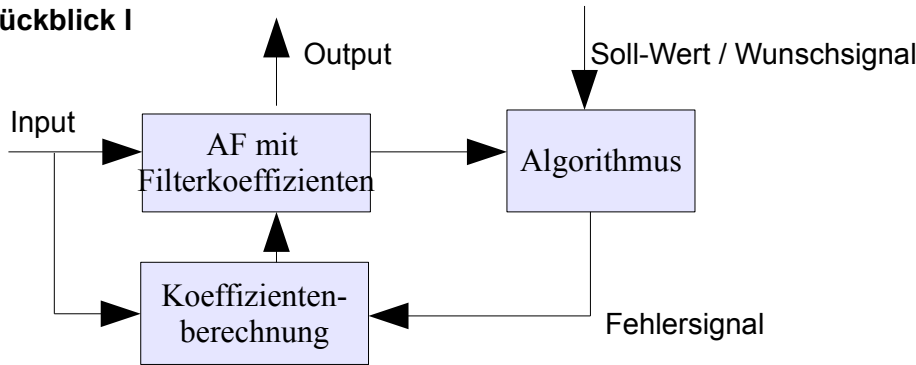 ückblick I
Output
Soll-Wert / Wunschsignal
Input
AF mit
Filterkoeffizienten
Algorithmus
Koeffizienten-
berechnung
Fehlersignal